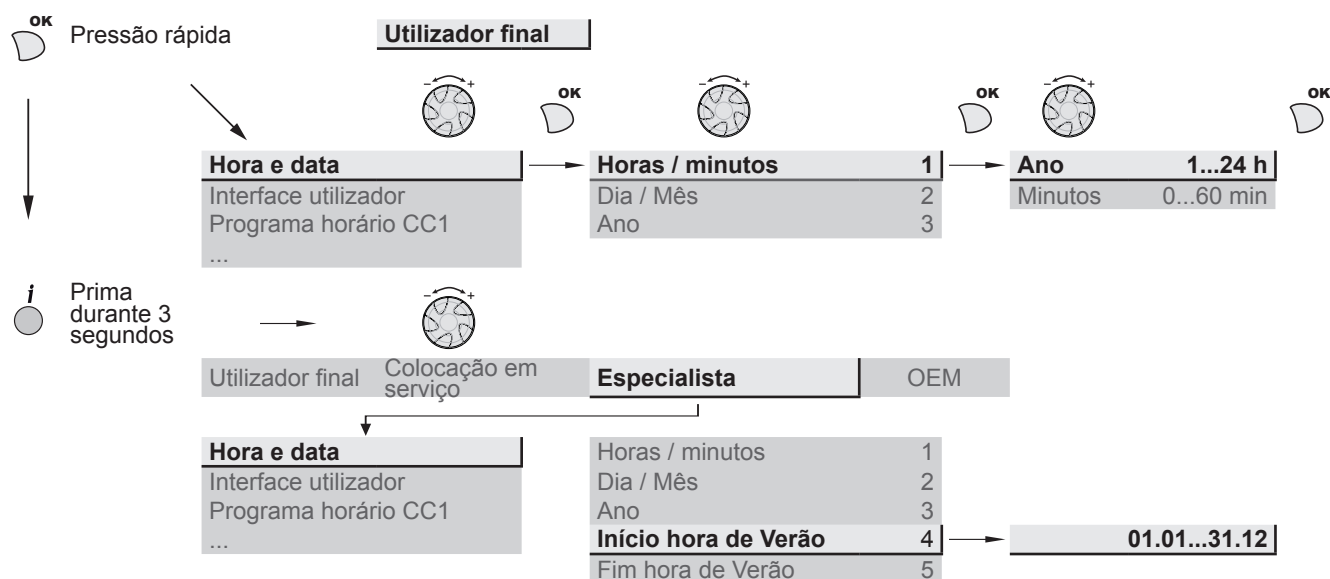 OK
Pressão rápida
Utilizador final
- +
OK
- +
OK
- +
OK
Hora e data
Horas / minutos 1
Ano 1...24 h
Interface utilizador
Dia / Mês 2
Minutos 0...60 min
Programa horário CC1
Ano 3
...
i
Prima
durante 3
segundos
- +
Utilizador final
Colocação em
serviço
Especialista
OEM
Hora e data
Horas / minutos 1
Interface utilizador
Dia / Mês 2
Programa horário CC1
Ano 3
...
Início hora de Verão 4
01.01...31.12
Fim hora de Verão 5